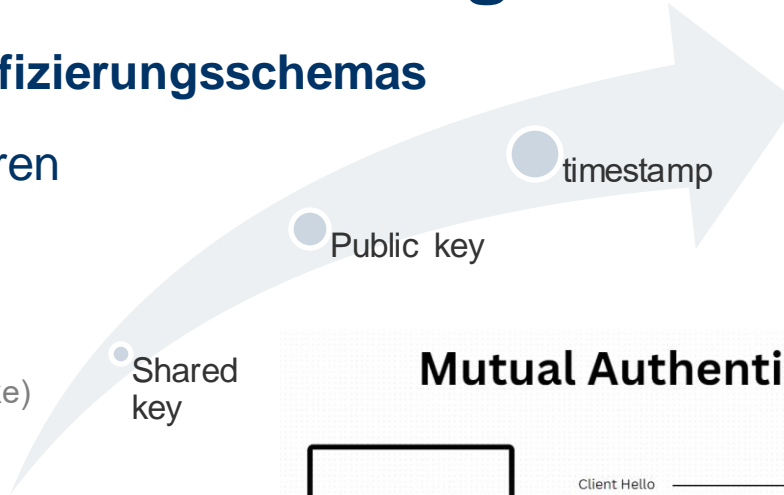 fizierungsschemas
ren
timestamp
Public key
Shared
key
e)
Mutual Authenti
Client Hello